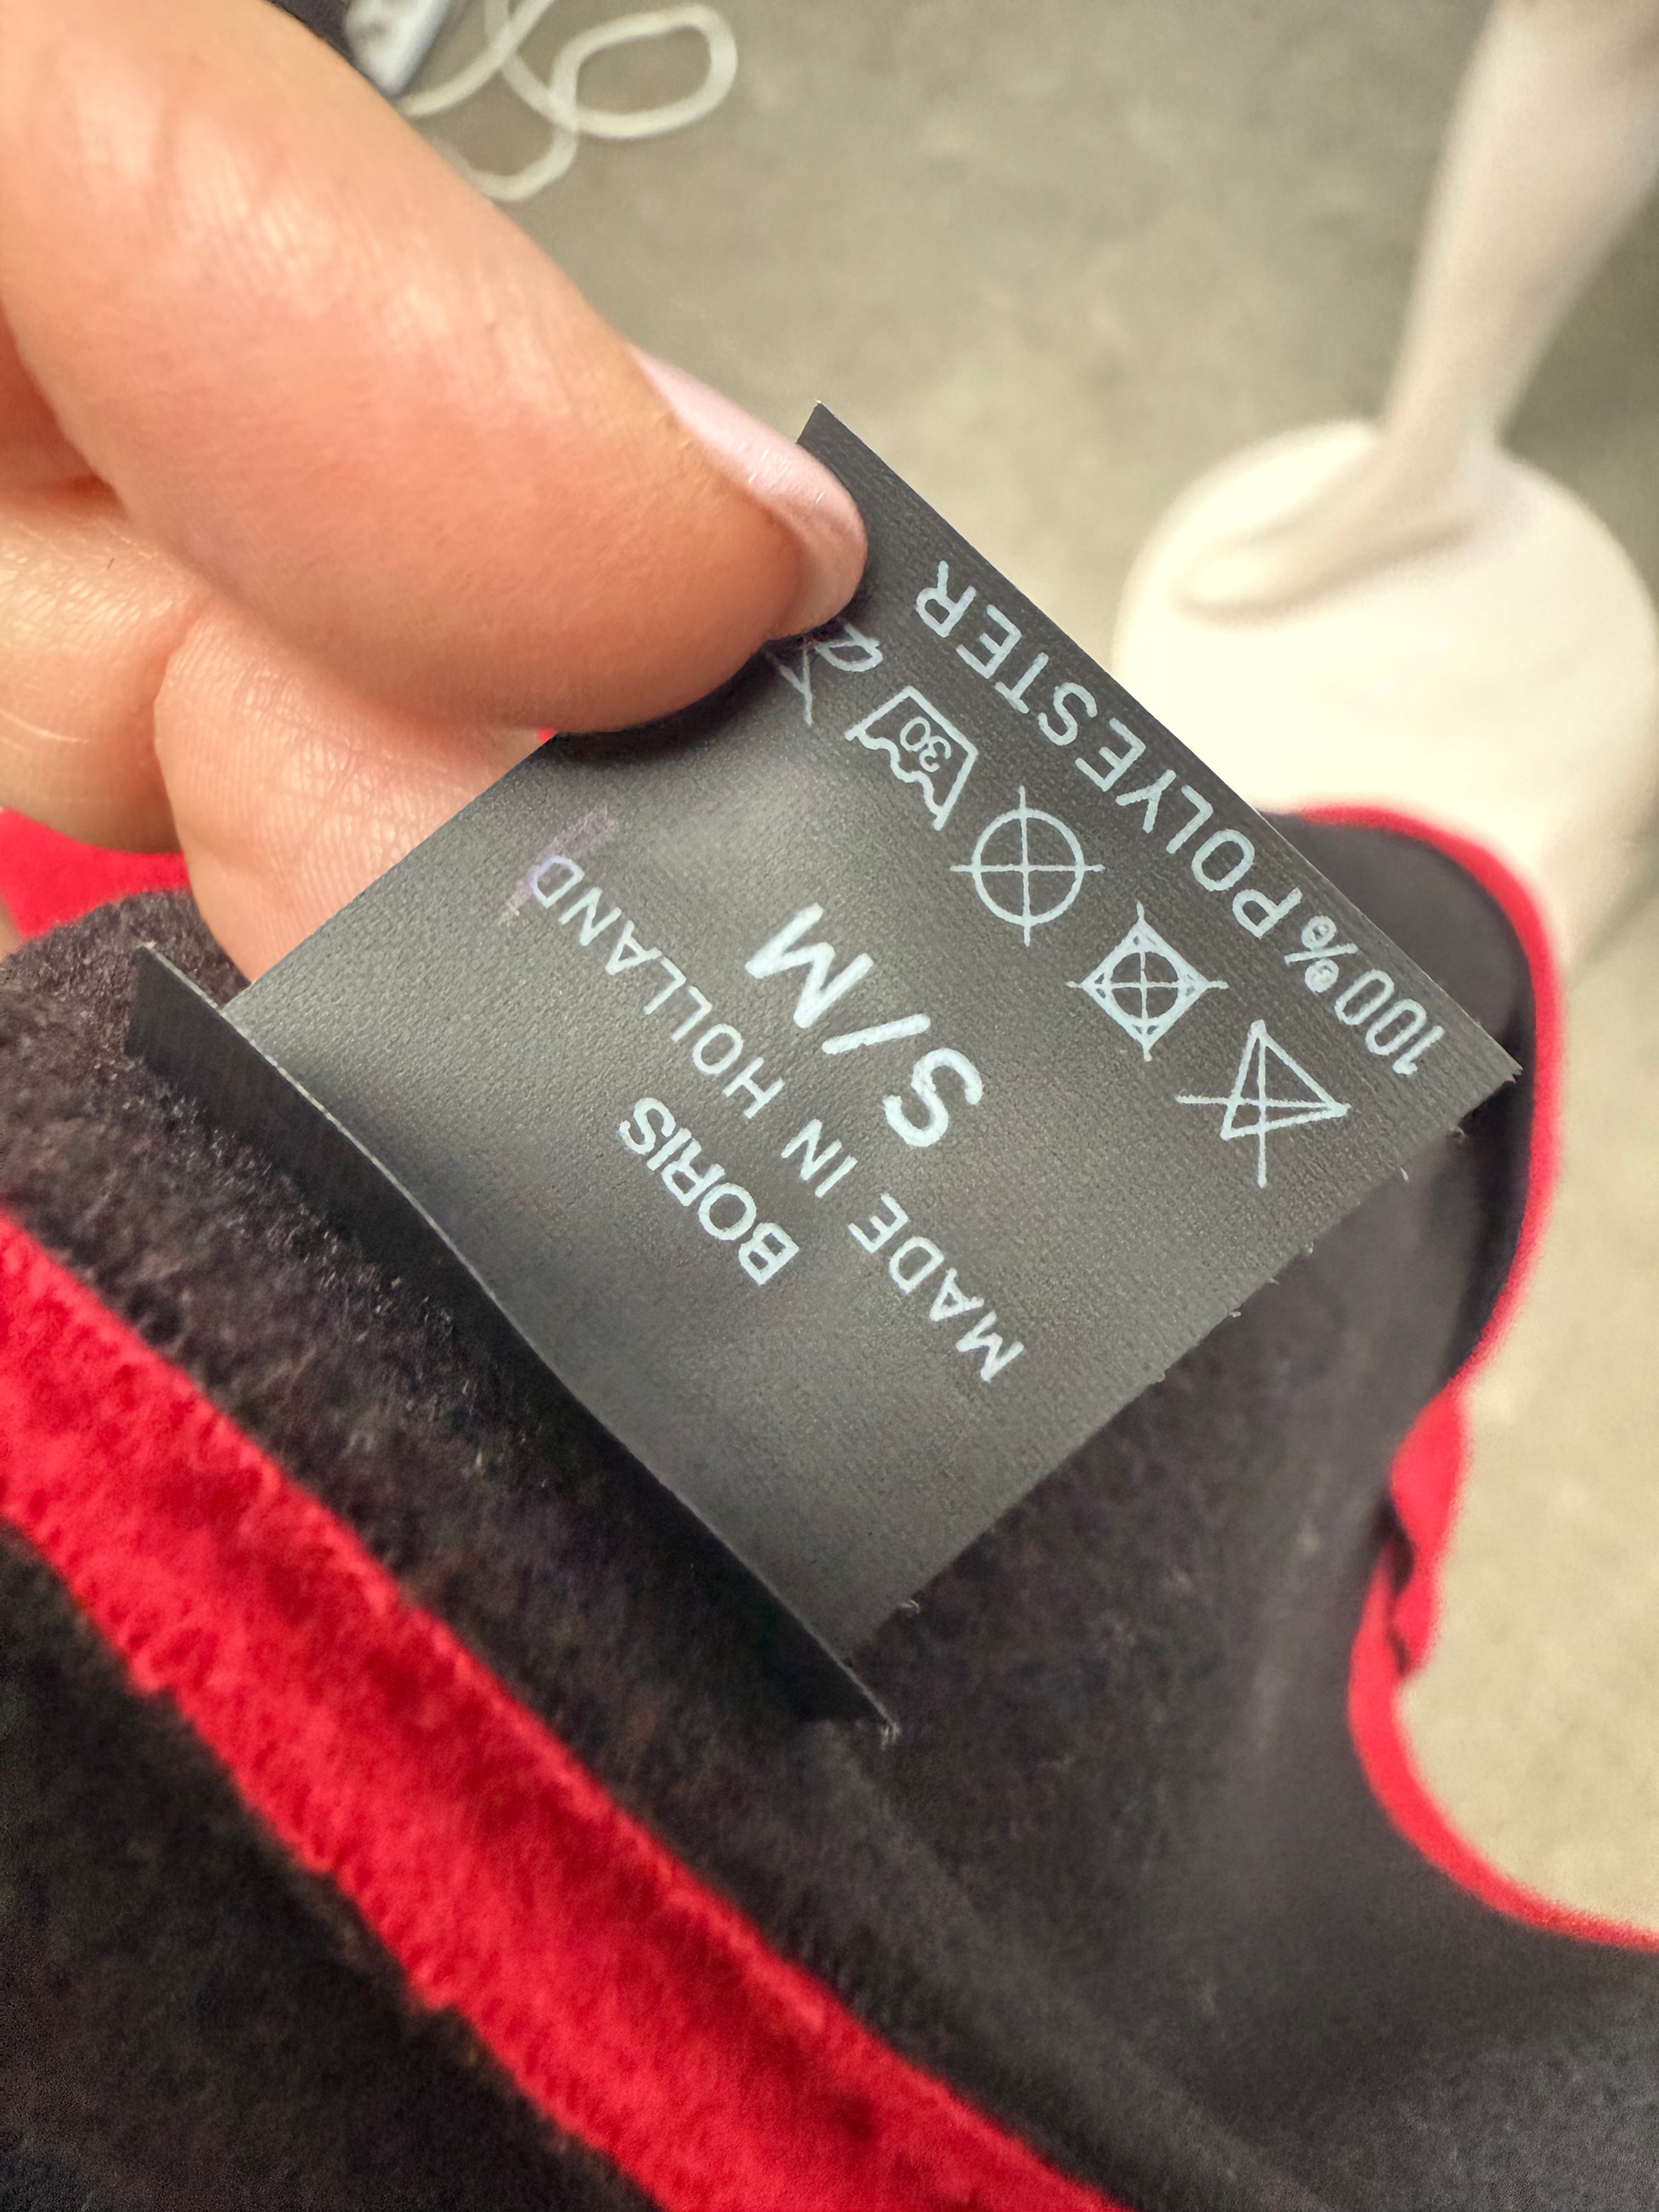 100% POLYESTER
30
S/M
MADE IN HOLLAND
BORIS